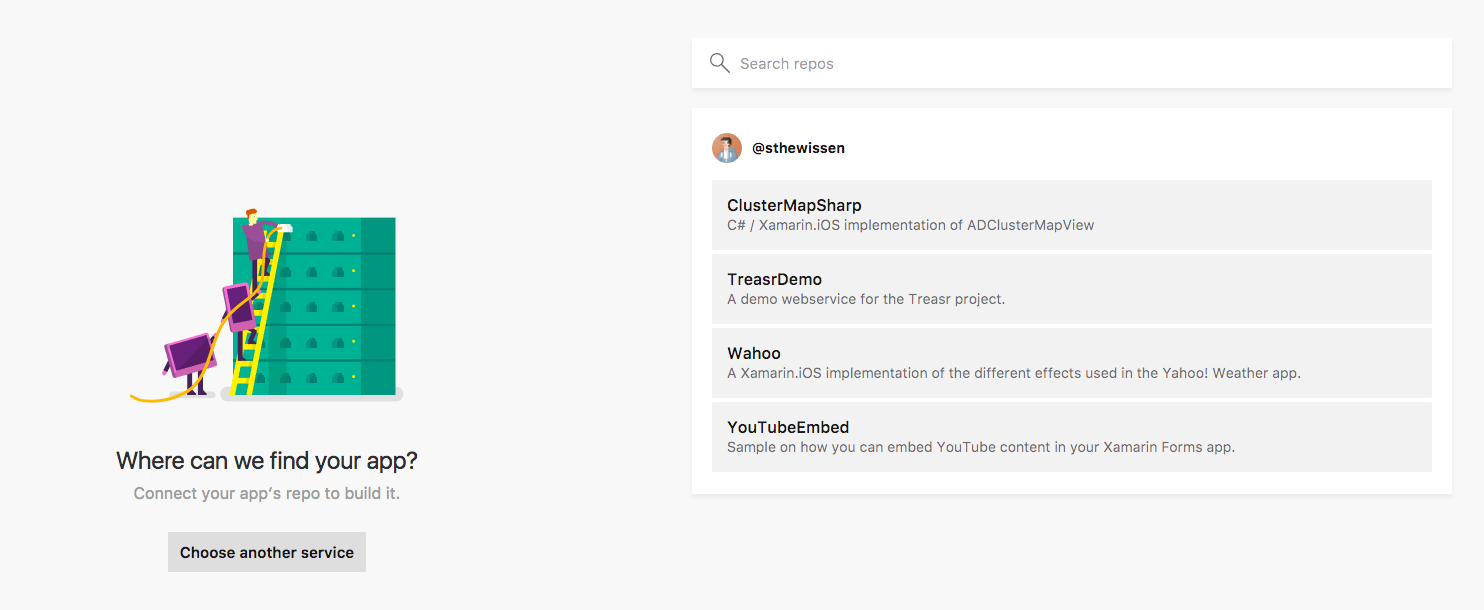 Search repos
@sthewissen
ClusterMapSharp
C# / Xamarin.iOS implementation of ADClusterMapView
TreasrDemo
A demo webservice for the Treasr project.
Wahoo
A Xamarin.iOS implementation of the different effects used in the Yahoo! Weather app.
YouTubeEmbed
Sample on how you can embed YouTube content in your Xamarin Forms app.
Where can we find your app?
Connect your app’s repo to build it.
Choose another service